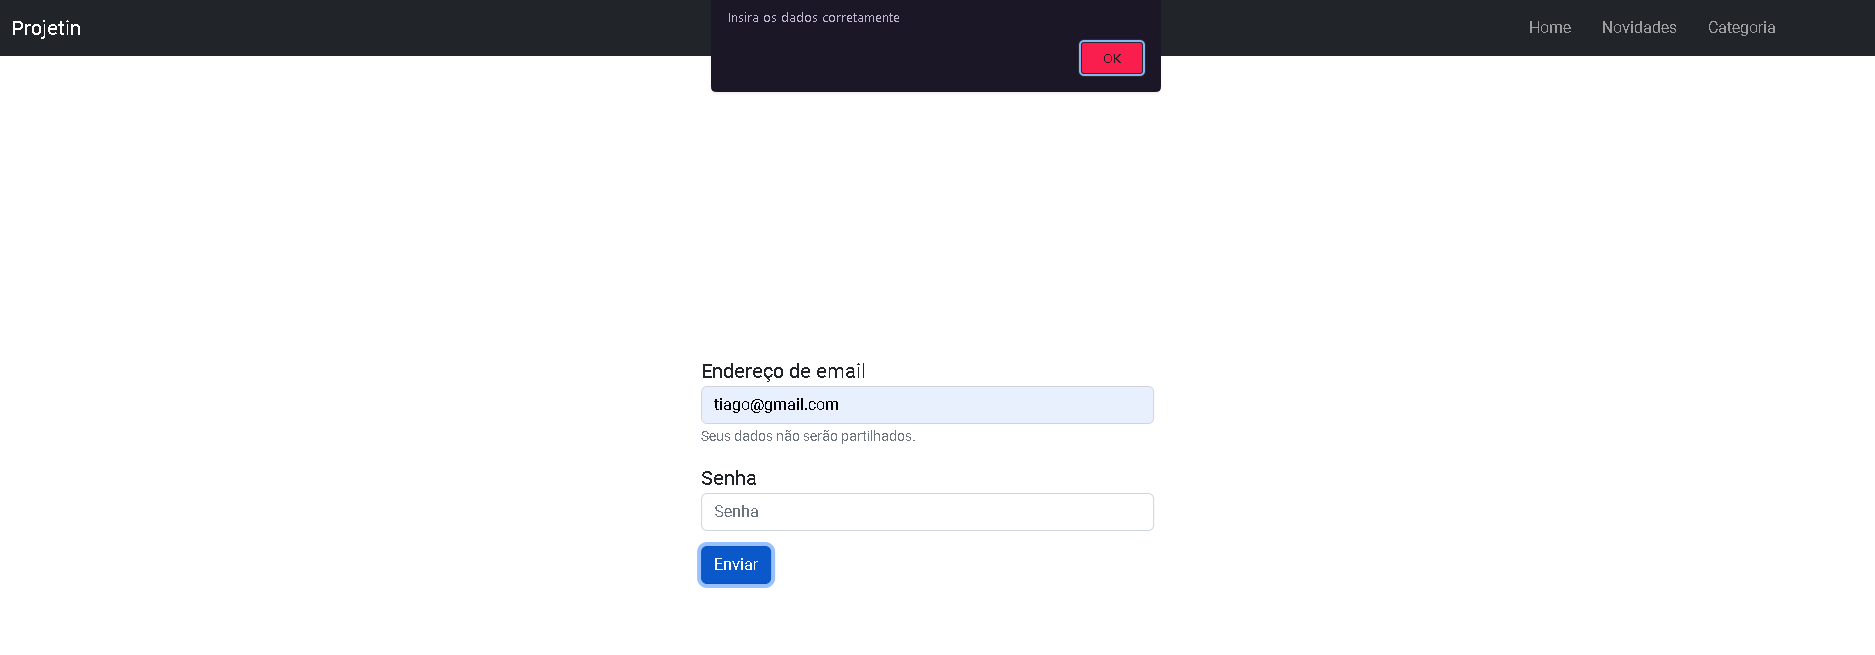 Projetin
Insira os dados corretamente
OK
Home Novidades Categoria
Endereço de email
tiago@gmail.com
Seus dados não serão partilhados.
Senha
Senha
Enviar